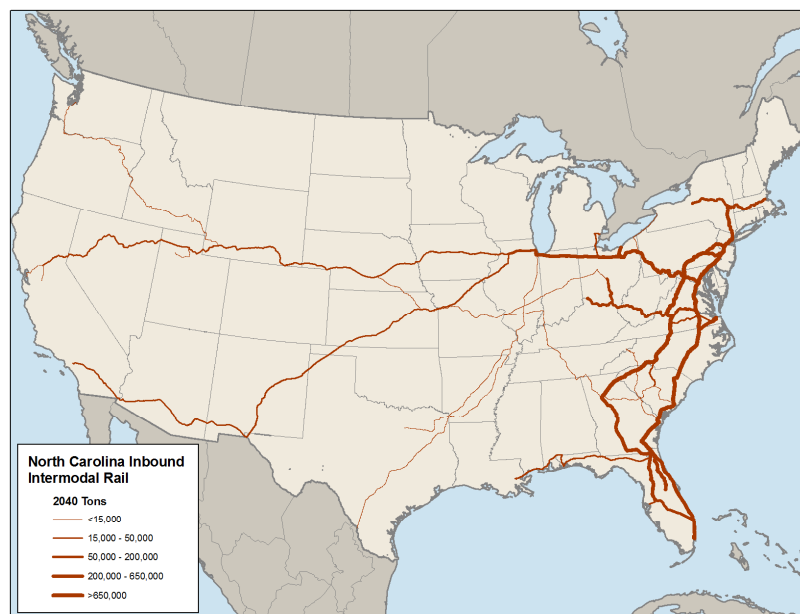 North Carolina Inbound
Intermodal Rail
2040 Tons
<15,000
15,000 - 50,000
50,000 - 200,000
200,000 - 650,000
>650,000